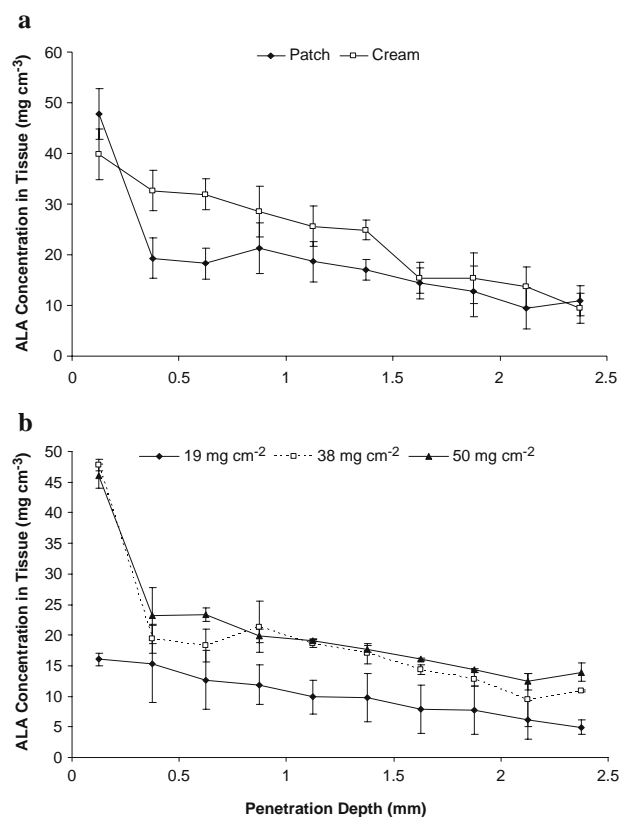 a
Patch Cream
ALA Concentration in Tissue (mg cm⁻³)
60
50
40
30
20
10
0
0 0.5 1 1.5 2 2.5
b
19 mg cm⁻² 38 mg cm⁻² 50 mg cm⁻²
ALA Concentration in Tissue (mg cm⁻³)
50
45
40
35
30
25
20
15
10
5
0
0 0.5 1 1.5 2 2.5
Penetration Depth (mm)